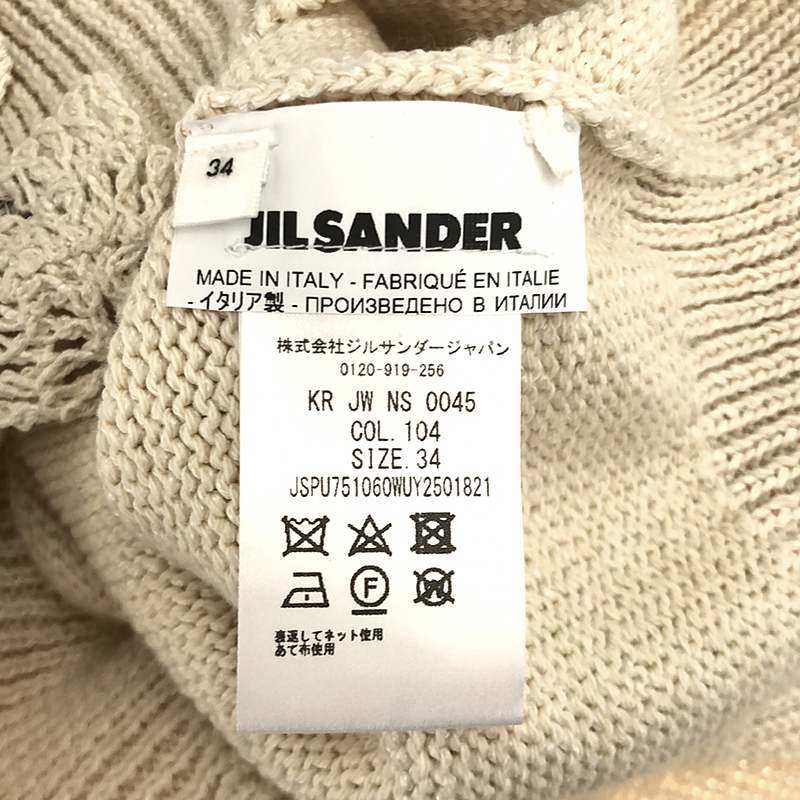 34
JIL SANDER
MADE IN ITALY - FABRIQUÉ EN ITALIE
- イタリア製 - ПРОИЗВЕДЕНО В ИТАЛИИ
株式会社ジルサンダージャパン
0120-919-256
KR JW NS 0045
COL. 104
SIZE. 34
JSPU751060WUY2501821
F
W
裏返してネット使用
あて布使用